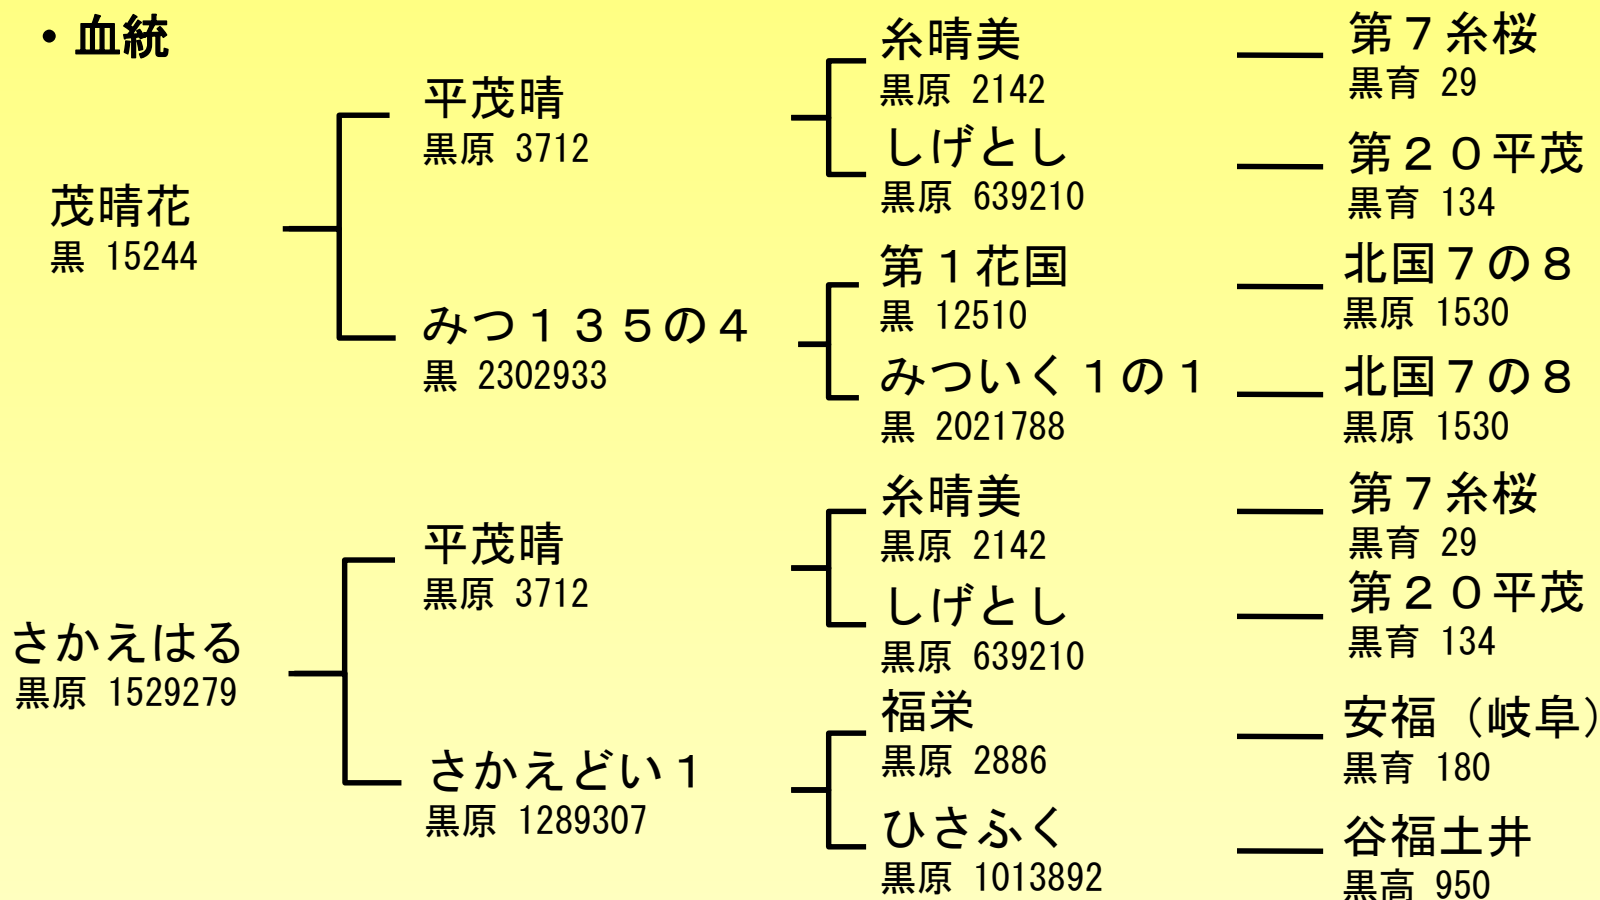 • 血統
茂晴花
黒 15244
平茂晴
黒原 3712
みつ１３５の４
黒 2302933
糸晴美
黒原 2142
しげとし
黒原 639210
第１花国
黒 12510
みついく１の１
黒 2021788
第７糸桜
黒育 29
第２０平茂
黒育 134
北国７の８
黒原 1530
北国７の８
黒原 1530
さかえはる
黒原 1529279
平茂晴
黒原 3712
さかえどい１
黒原 1289307
糸晴美
黒原 2142
しげとし
黒原 639210
福栄
黒原 2886
ひさふく
黒原 1013892
第７糸桜
黒育 29
第２０平茂
黒育 134
安福（岐阜）
黒育 180
谷福土井
黒高 950